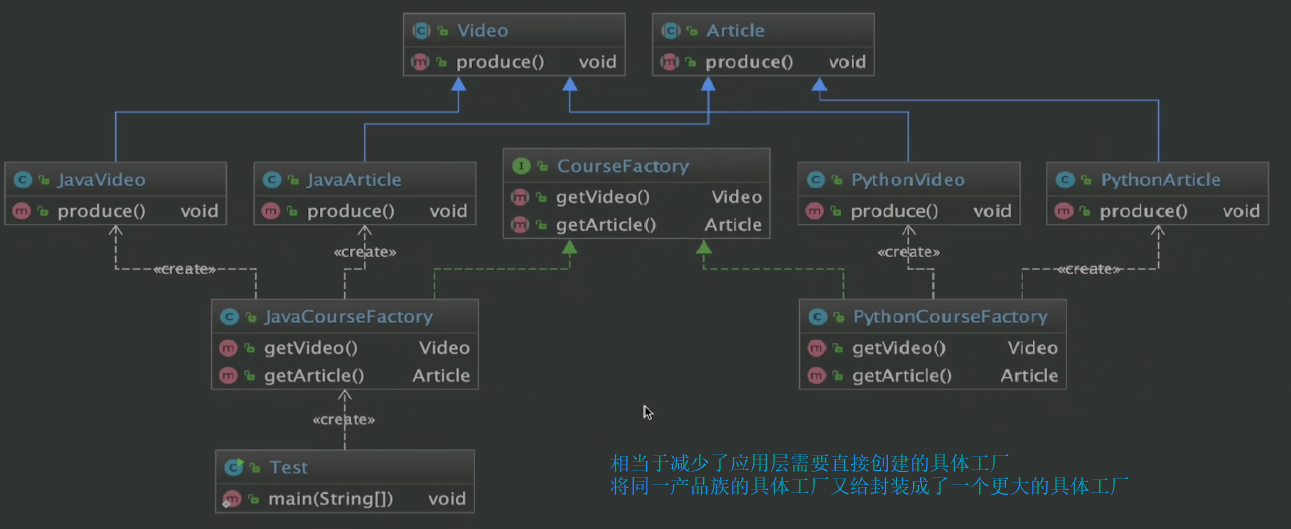 Video
produce() void
Article
produce() void
JavaVideo
produce() void
JavaArticle
produce() void
CourseFactory
getVideo() Video
getArticle() Article
PythonVideo
produce() void
PythonArticle
produce() void
«create»
«create»
«create»
«create»
JavaCourseFactory
getVideo() Video
getArticle() Article
PythonCourseFactory
getVideo() Video
getArticle() Article
«create»
Test
main(String[]) void
相当于减少了应用层需要直接创建的具体工厂
将同一产品族的具体工厂又给封装成了一个更大的具体工厂